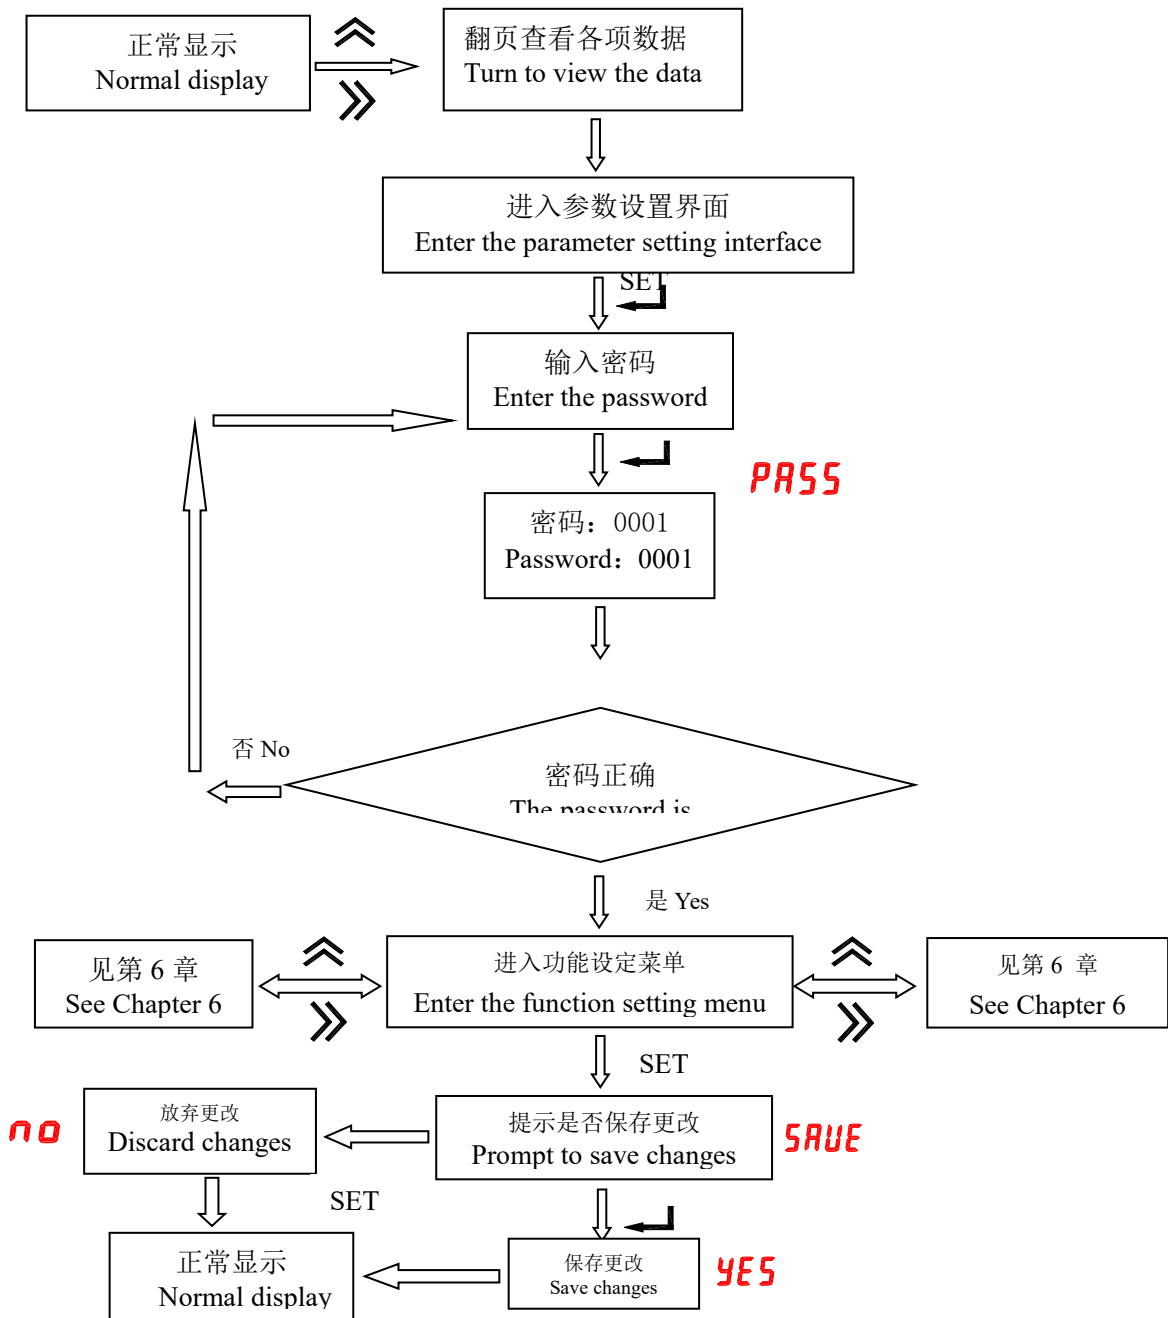 正常显示
Normal display
翻页查看各项数据
Turn to view the data
进入参数设置界面
Enter the parameter setting interface
SET
输入密码
Enter the password
PASS
密码：0001
Password：0001
否 No
密码正确
The password is
是 Yes
见第 6 章
See Chapter 6
进入功能设定菜单
Enter the function setting menu
见第 6 章
See Chapter 6
SET
no
放弃更改
Discard changes
提示是否保存更改
Prompt to save changes
SAVE
SET
正常显示
Normal display
保存更改
Save changes
YES